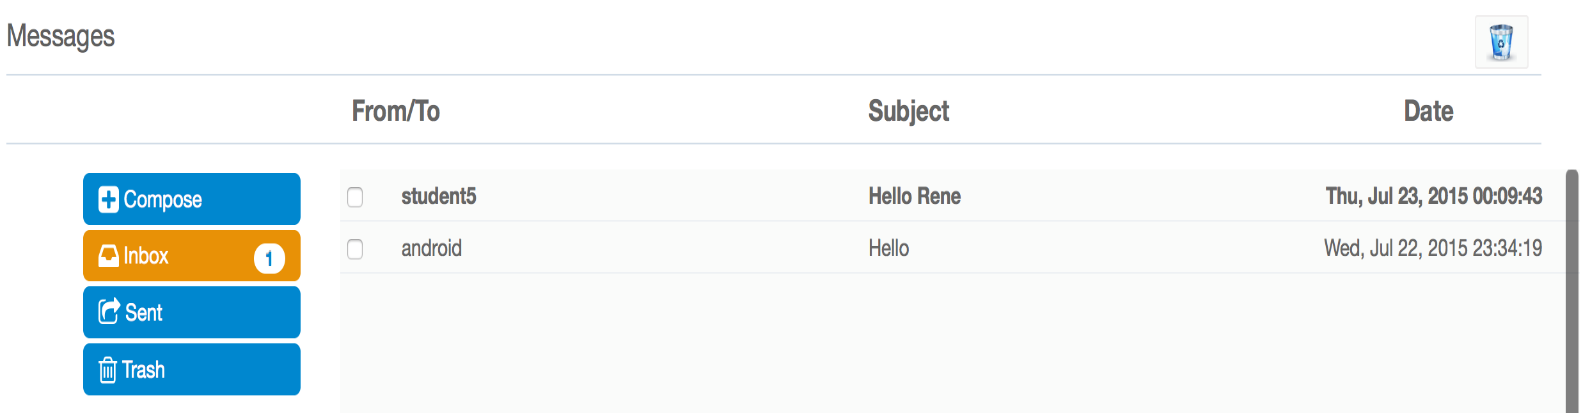 Messages
From/To Subject Date
Compose
student5 Hello Rene Thu, Jul 23, 2015 00:09:43
Inbox 1
android Hello Wed, Jul 22, 2015 23:34:19
Sent
Trash